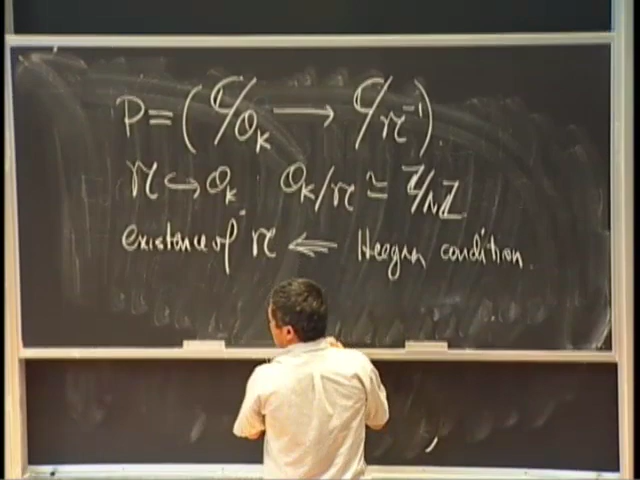 P = (ℂ/O_K ⟶ ℂ/𝔫⁻¹).
𝔫 ↪ O_K O_K/𝔫 ≅ ℤ/Nℤ
existence of 𝔫 ⟸ Heegner condition.